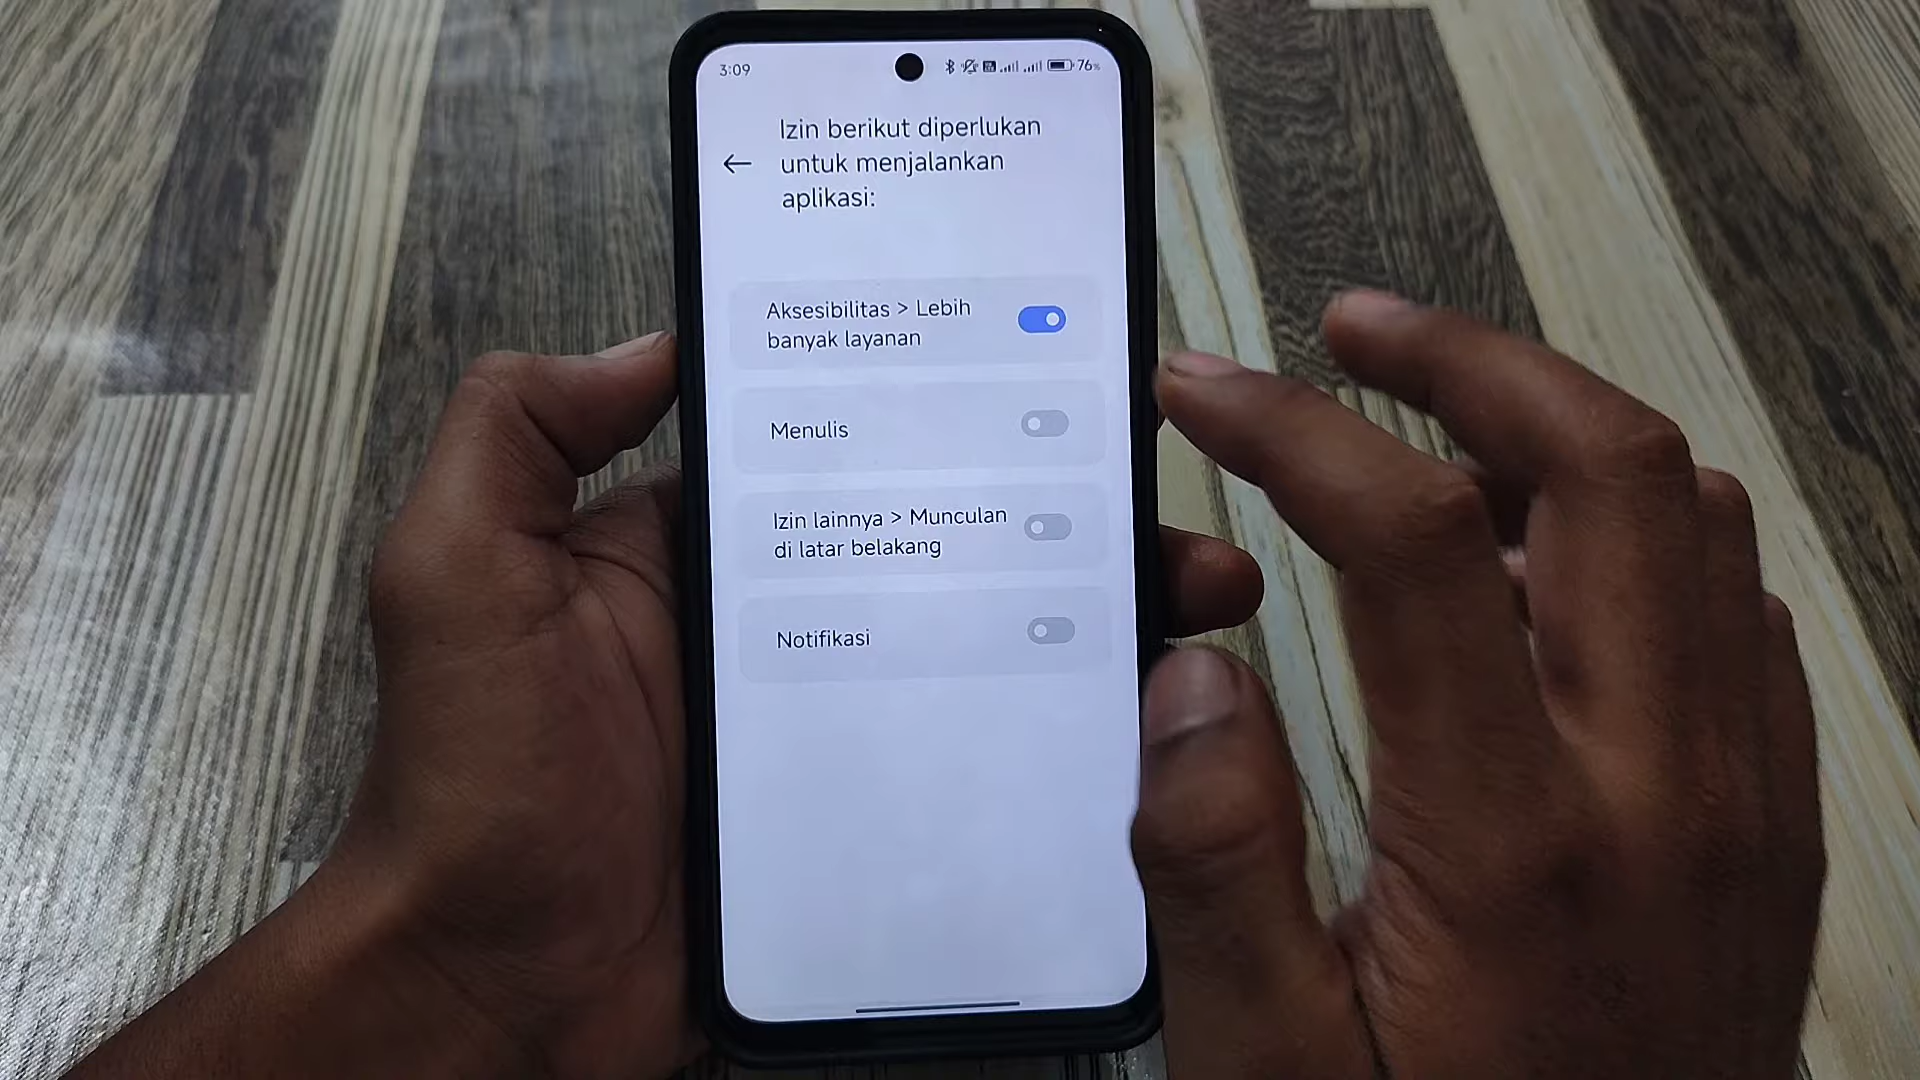 3:09
76%
Izin berikut diperlukan
untuk menjalankan
aplikasi:
Aksesibilitas > Lebih
banyak layanan
Menulis
Izin lainnya > Munculan
di latar belakang
Notifikasi